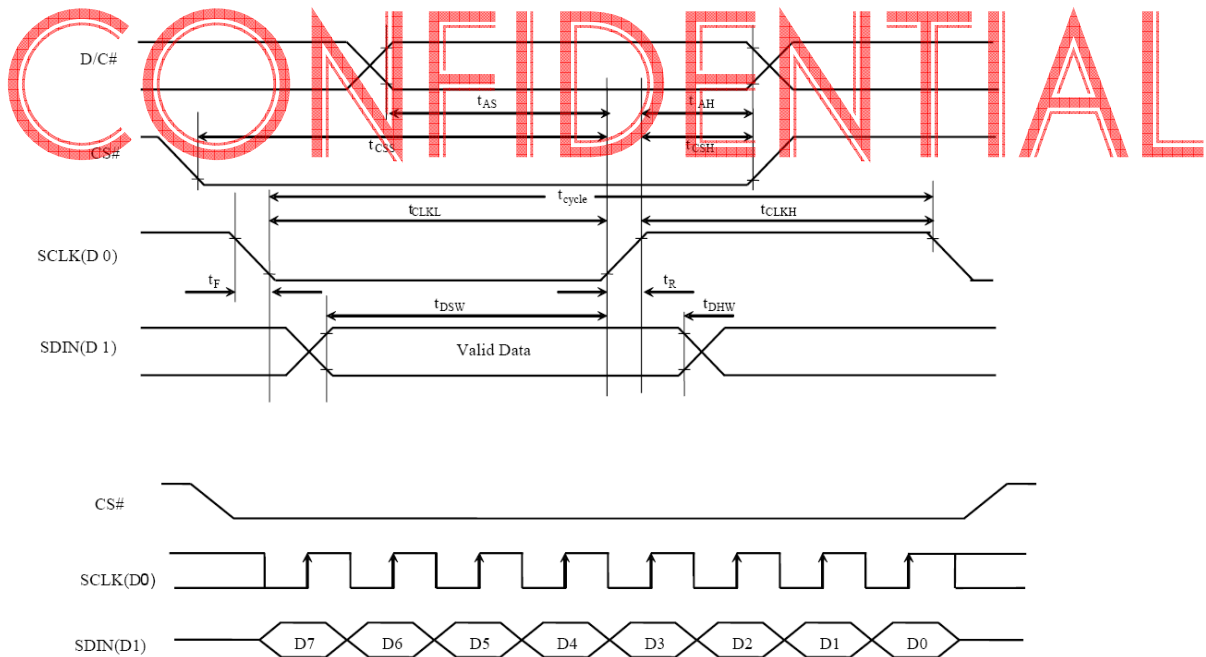 CONFIDENTIAL
D/C#
tAS
tAH
CS#
tCSS
tCSH
tcycle
tCLKL
tCLKH
SCLK(D 0)
tF
tR
tDSW
tDHW
SDIN(D 1)
Valid Data
CS#
SCLK(D0)
SDIN(D1)
D7 D6 D5 D4 D3 D2 D1 D0